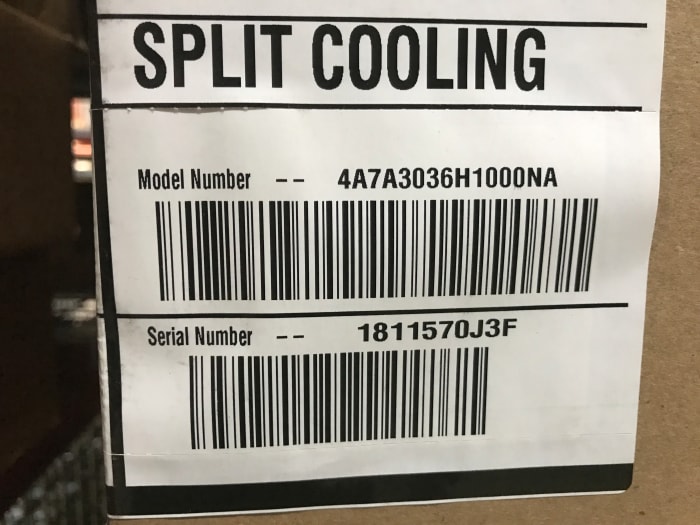 SPLIT COOLING
Model Number -- 4A7A3036H1000NA
Serial Number -- 1811570J3F